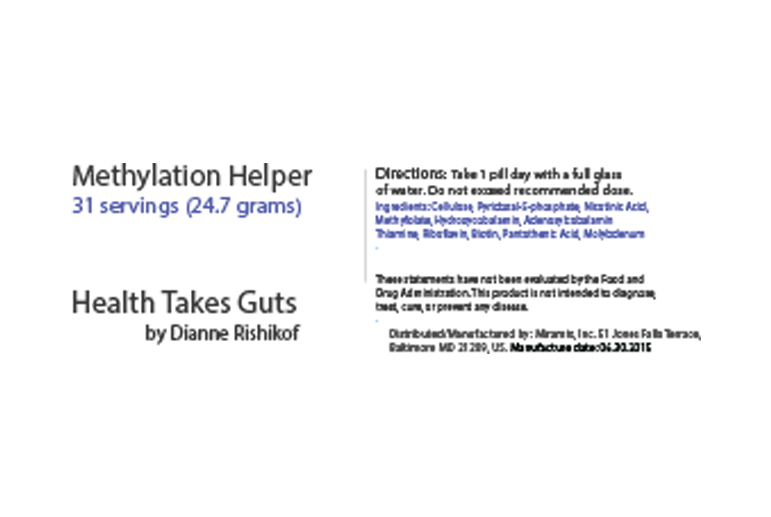 Methylation Helper
31 servings (24.7 grams)
Health Takes Guts
by Dianne Rishikof
Directions: Take 1 pill day with a full glass
of water. Do not exceed recommended dose.
Ingredients: Cellulose, Pyridoxal-5-phosphate, Nicotinic Acid,
Methylfolate, Hydroxycobalamin, Adenosylcobalamin
Thiamine, Riboflavin, Biotin, Pantothenic Acid, Molybdenum
These statements have not been evaluated by the Food and
Drug Administration. This product is not intended to diagnose,
treat, cure, or prevent any disease.
Distributed/Manufactured by: Miramis, Inc. 51 Jones Falls Terrace,
Baltimore MD 21209, US. Manufacture date: 06.20.2015